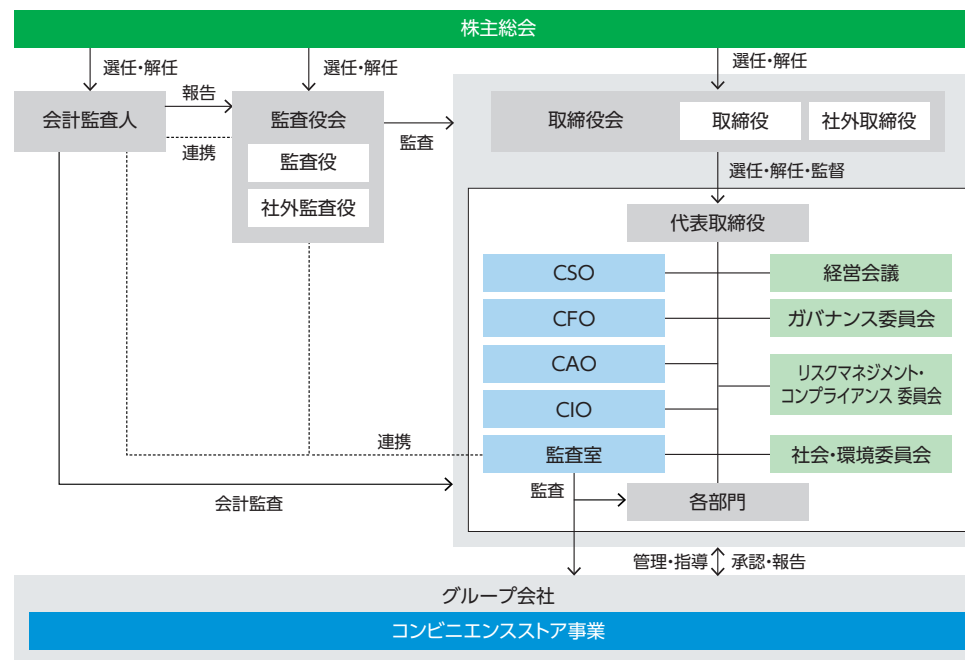 株主総会
選任・解任
選任・解任
選任・解任
会計監査人
報告
連携
監査役会
監査役
社外監査役
監査
取締役会
取締役
社外取締役
選任・解任・監督
代表取締役
CSO
経営会議
CFO
ガバナンス委員会
CAO
リスクマネジメント・
コンプライアンス 委員会
CIO
連携
監査室
社会・環境委員会
会計監査
監査
各部門
管理・指導
承認・報告
グループ会社
コンビニエンスストア事業